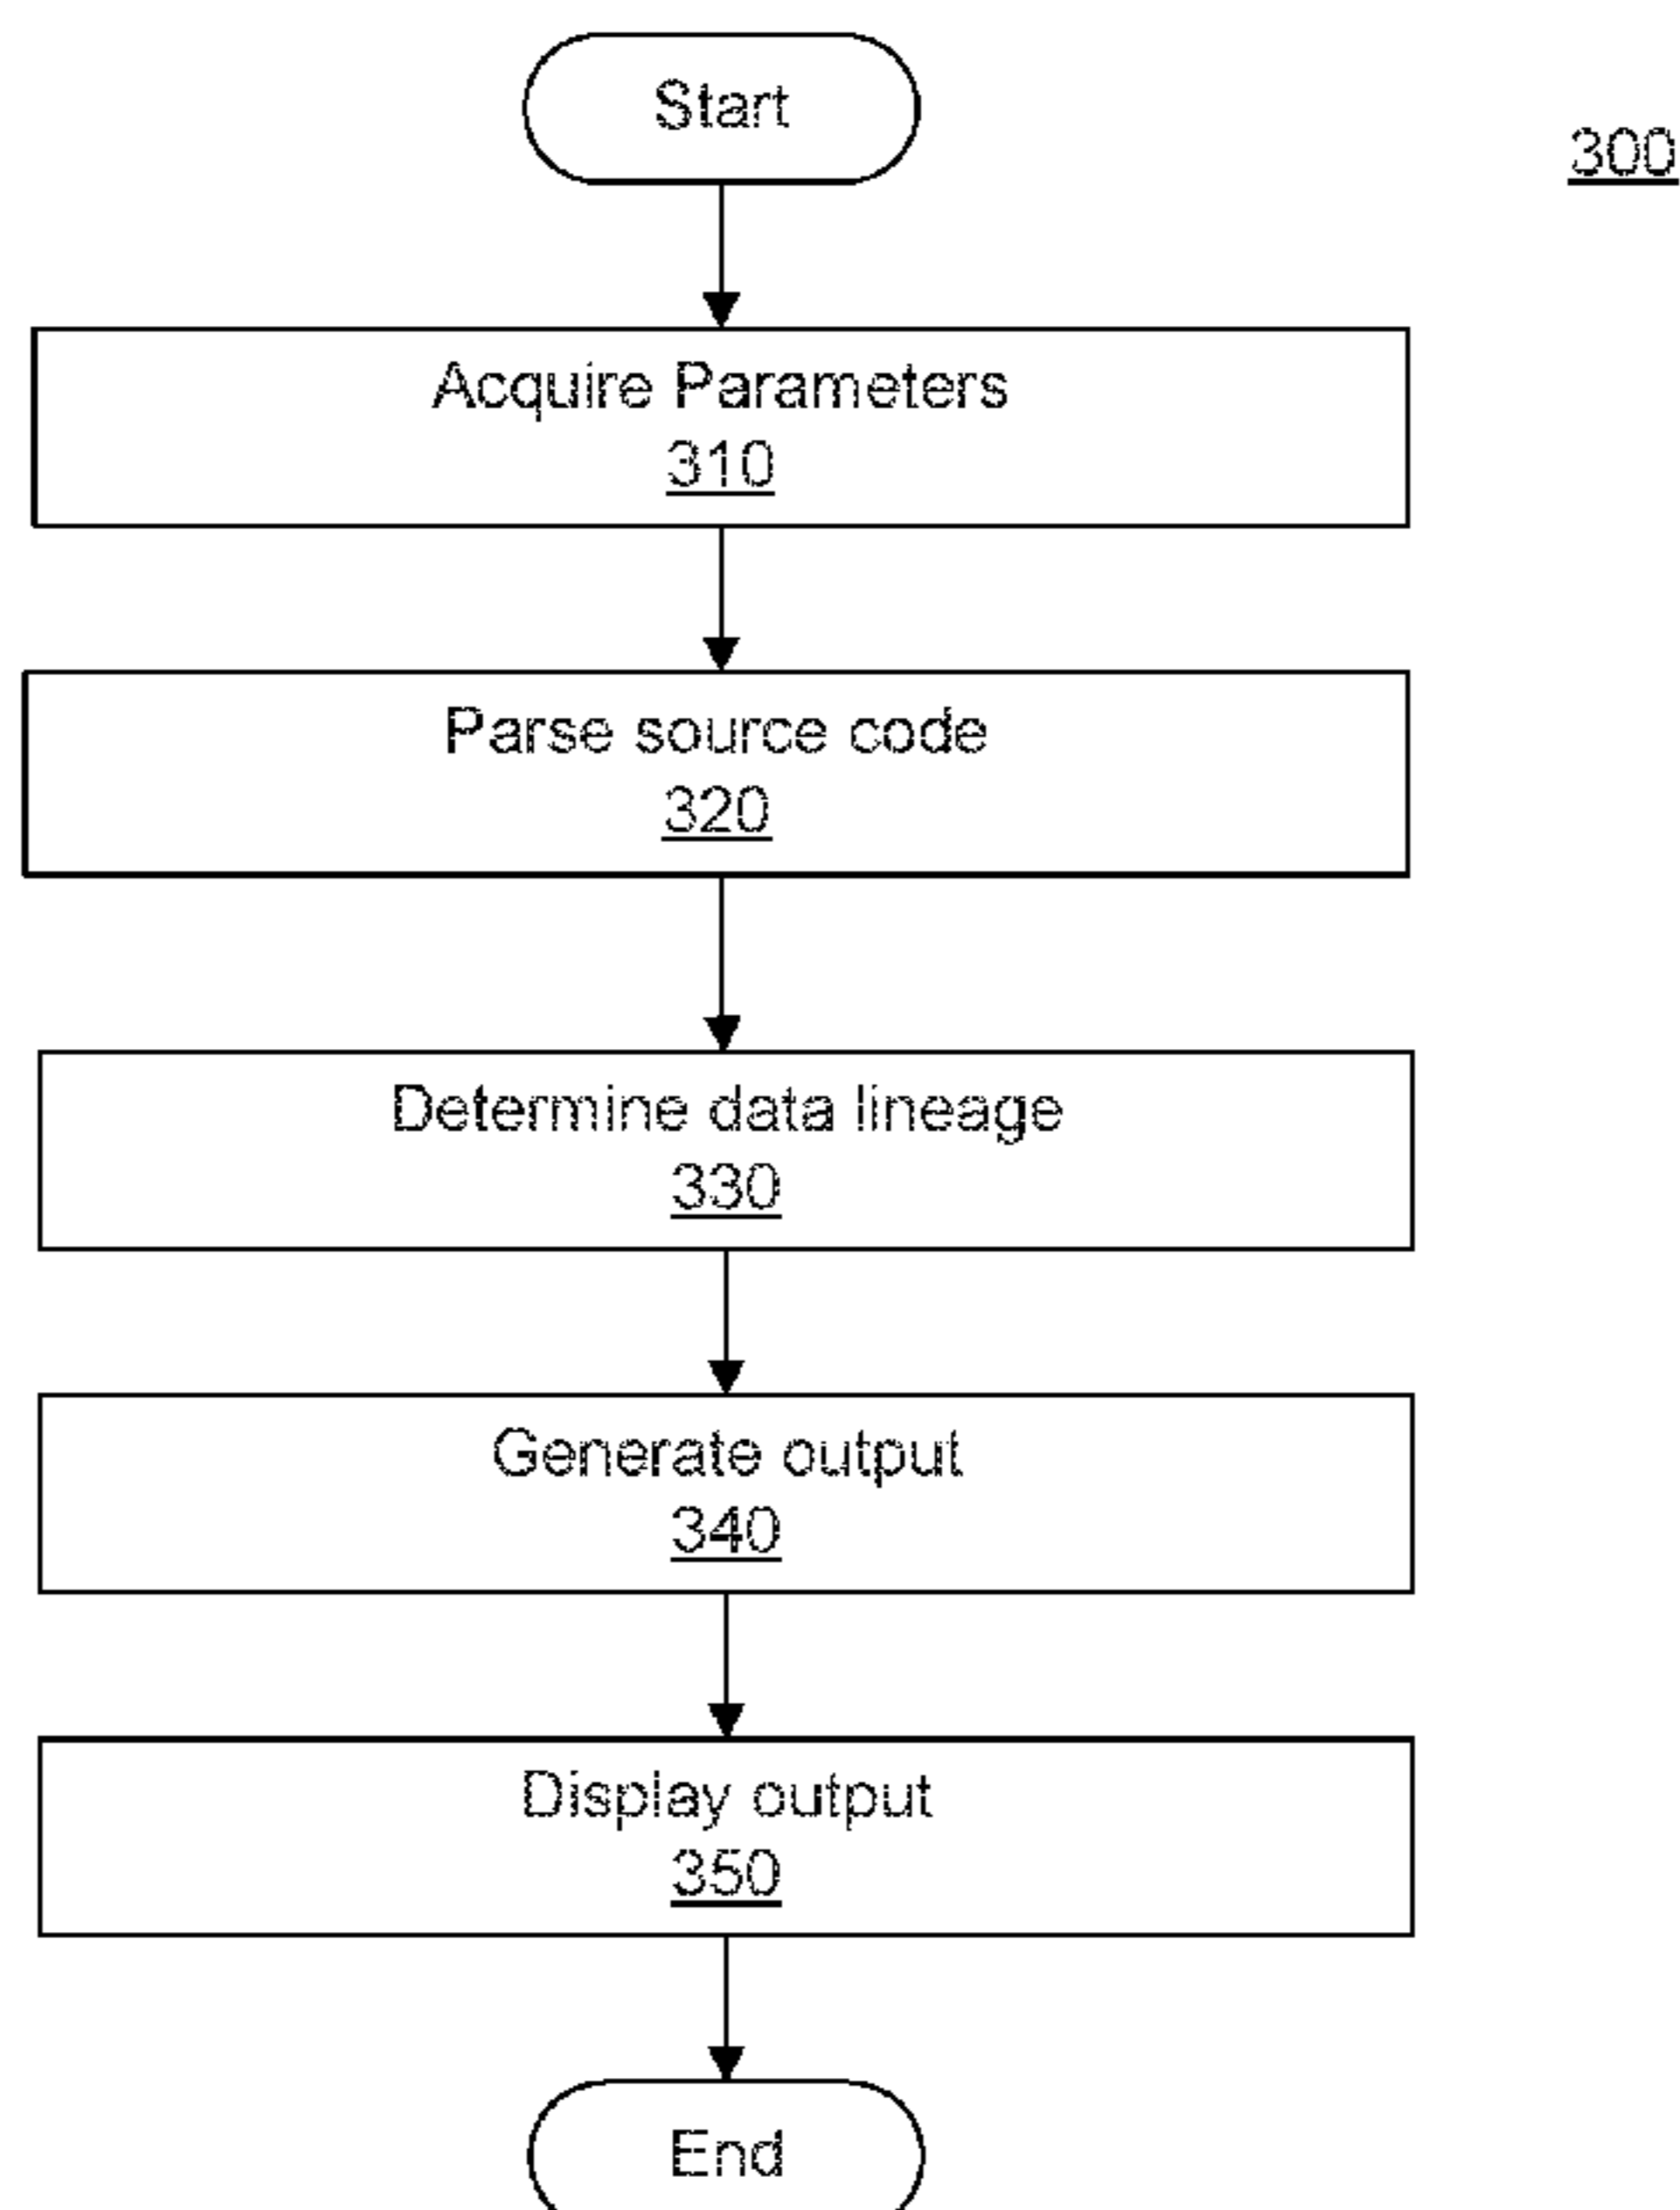 Start
300
Acquire Parameters
310
Parse source code
320
Determine data lineage
330
Generate output
340
Display output
350
End